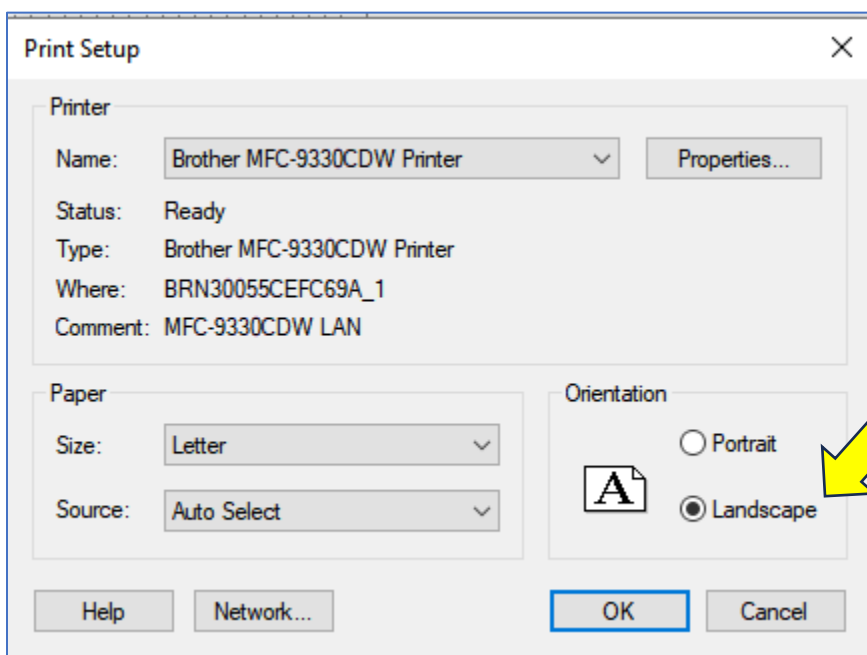 Print Setup
Printer
Name: Brother MFC-9330CDW Printer Properties...
Status: Ready
Type: Brother MFC-9330CDW Printer
Where: BRN30055CEFC69A_1
Comment: MFC-9330CDW LAN
Paper
Size: Letter
Source: Auto Select
Orientation
A
Portrait
Landscape
Help Network... OK Cancel